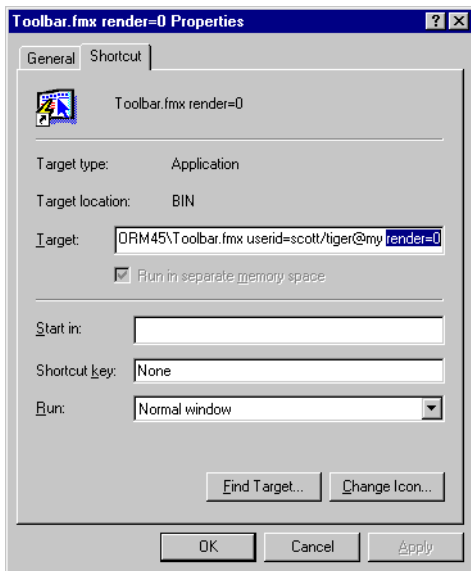 Toolbar.fmx render=0 Properties
General Shortcut
Toolbar.fmx render=0
Target type: Application
Target location: BIN
Target: ORM45\Toolbar.fmx userid=scott/tiger@my render=0
Run in separate memory space
Start in:
Shortcut key: None
Run: Normal window
Find Target... Change Icon...
OK Cancel Apply